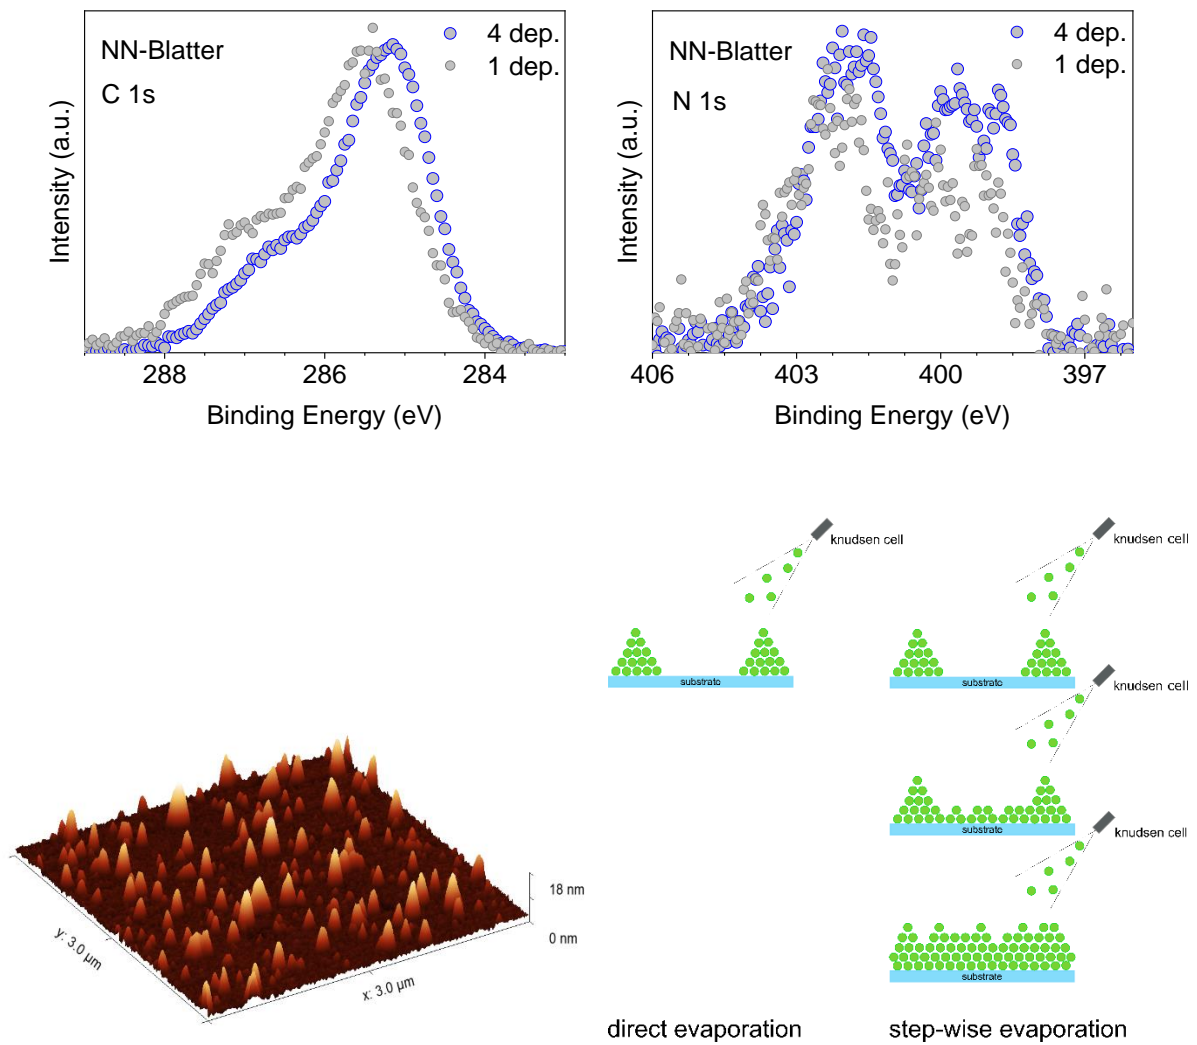 NN-Blatter
C 1s
4 dep.
1 dep.
Intensity (a.u.)
288
286
284
Binding Energy (eV)
NN-Blatter
N 1s
4 dep.
1 dep.
Intensity (a.u.)
406
403
400
397
Binding Energy (eV)
18 nm
0 nm
y: 3.0 µm
x: 3.0 µm
knudsen cell
substrate
direct evaporation
knudsen cell
substrate
knudsen cell
substrate
knudsen cell
substrate
step-wise evaporation